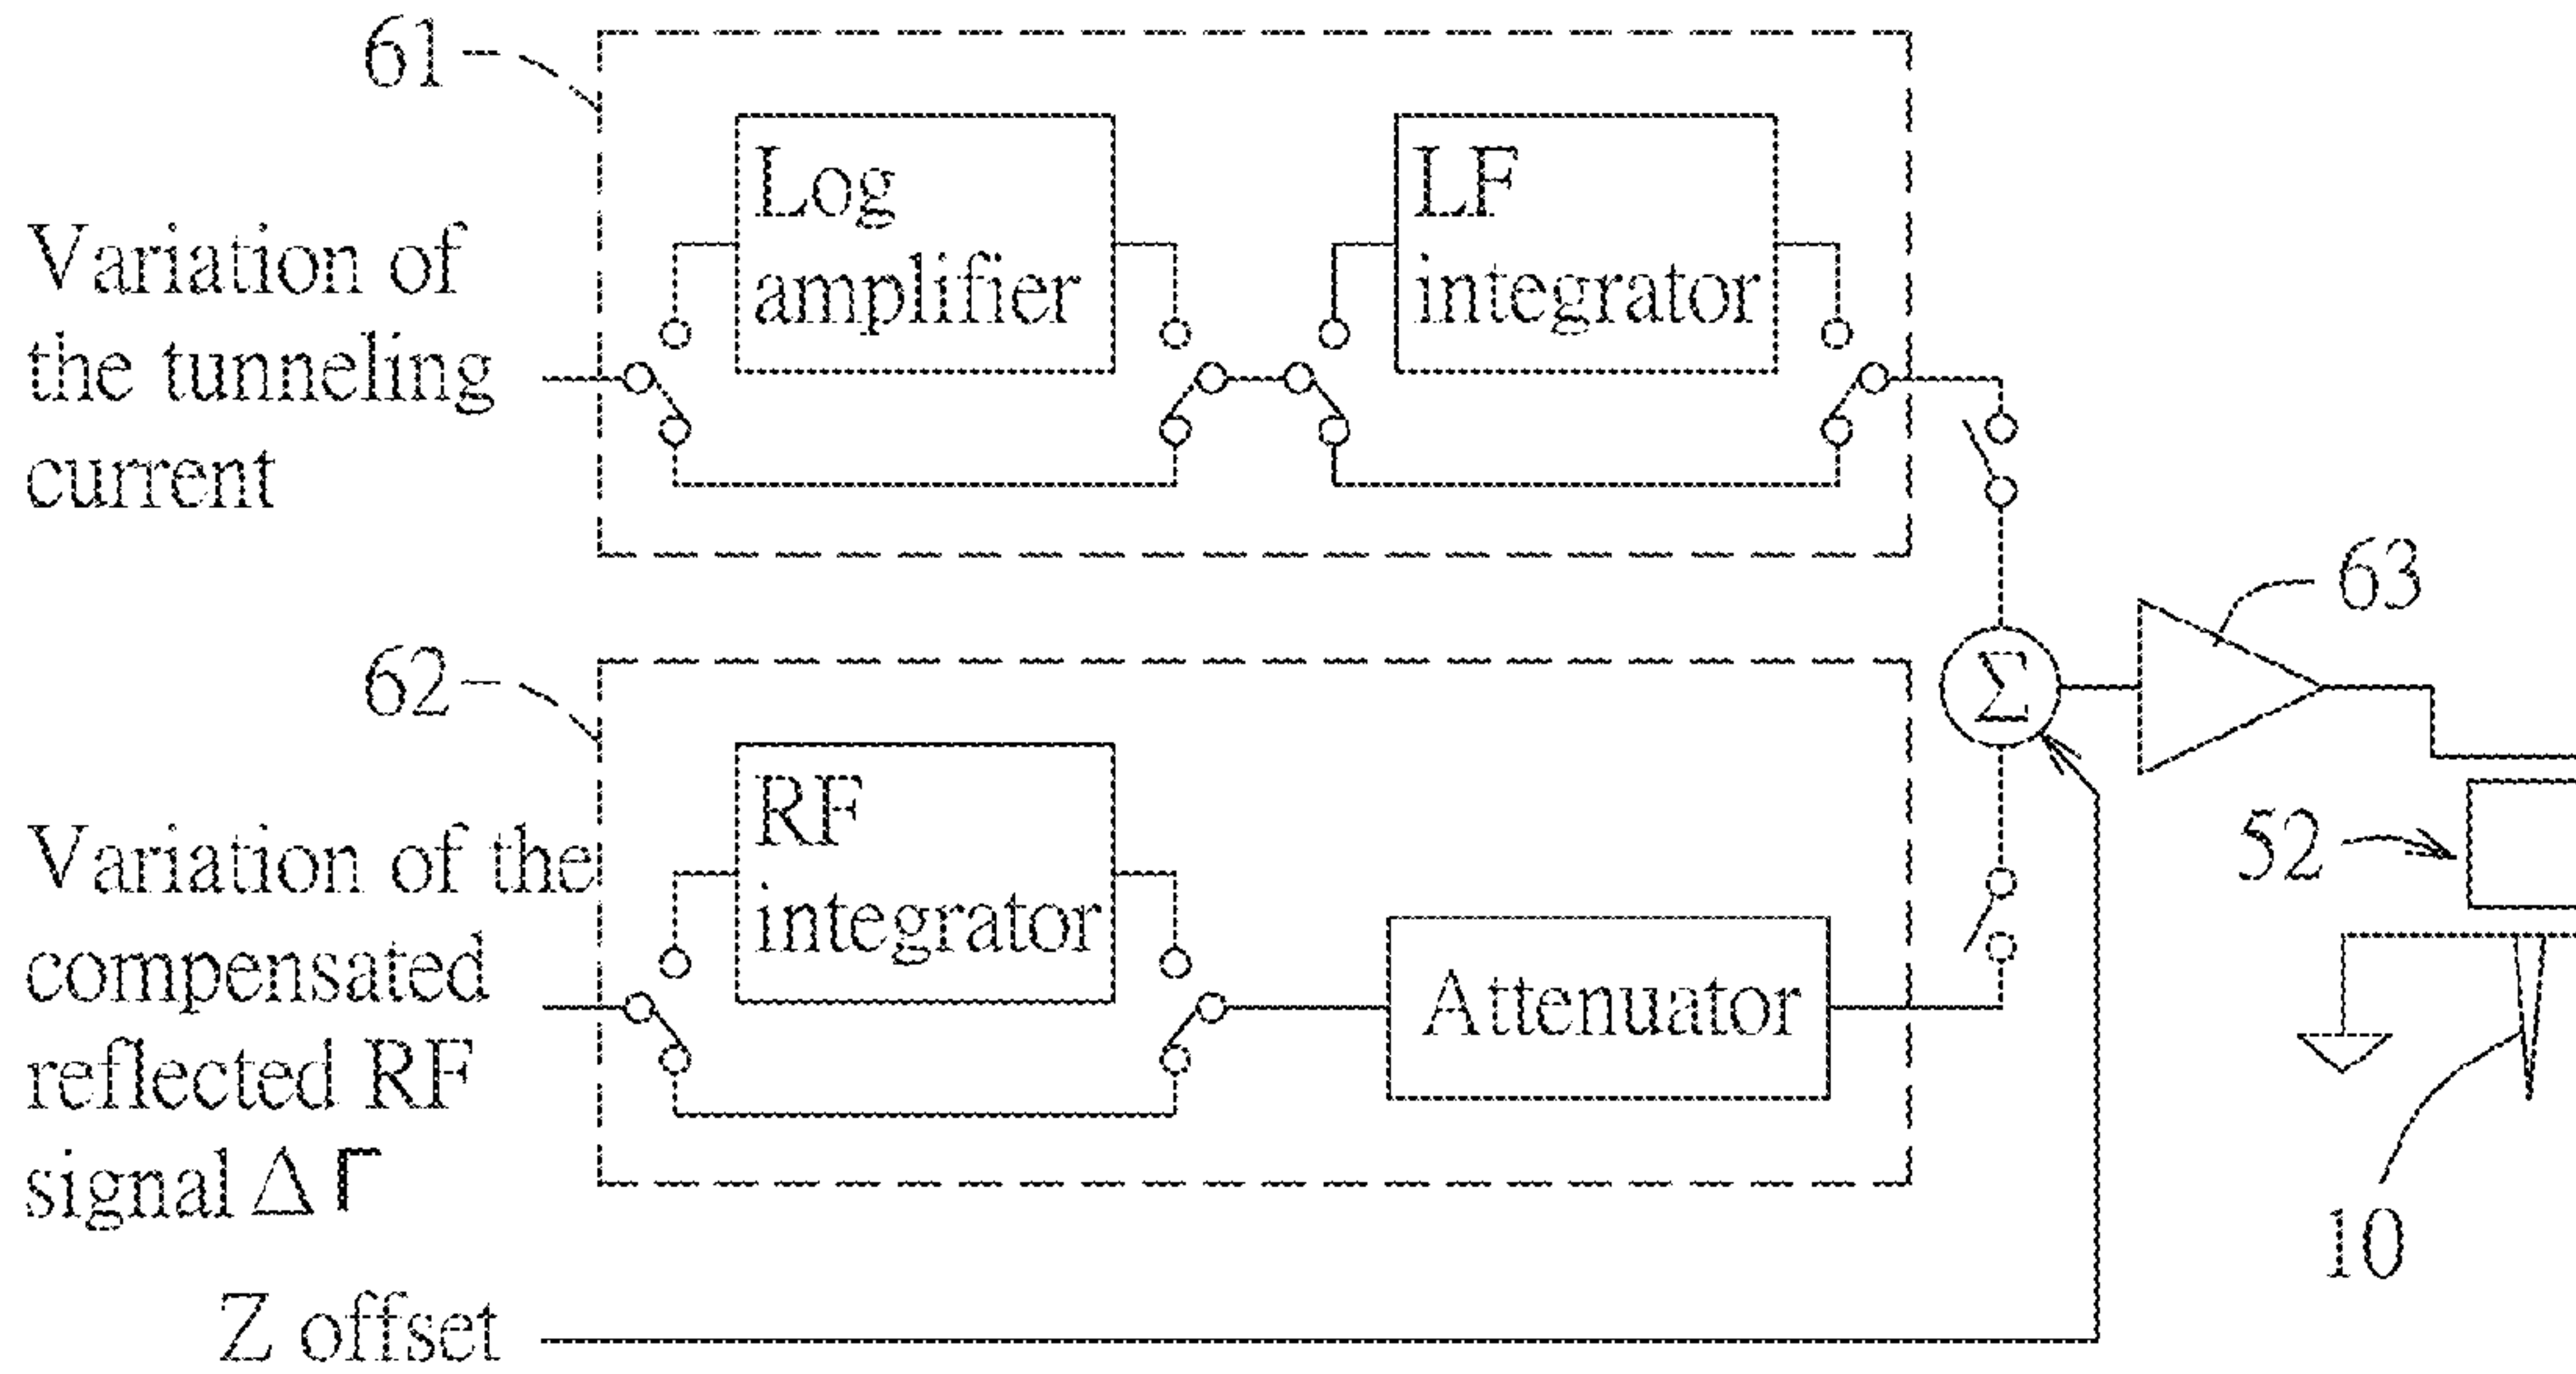 61
Log
amplifier
LF
integrator
Variation of
the tunneling
current
63
62
Σ
RF
integrator
52
Variation of the
compensated
reflected RF
signal ΔΓ
Attenuator
10
Z offset